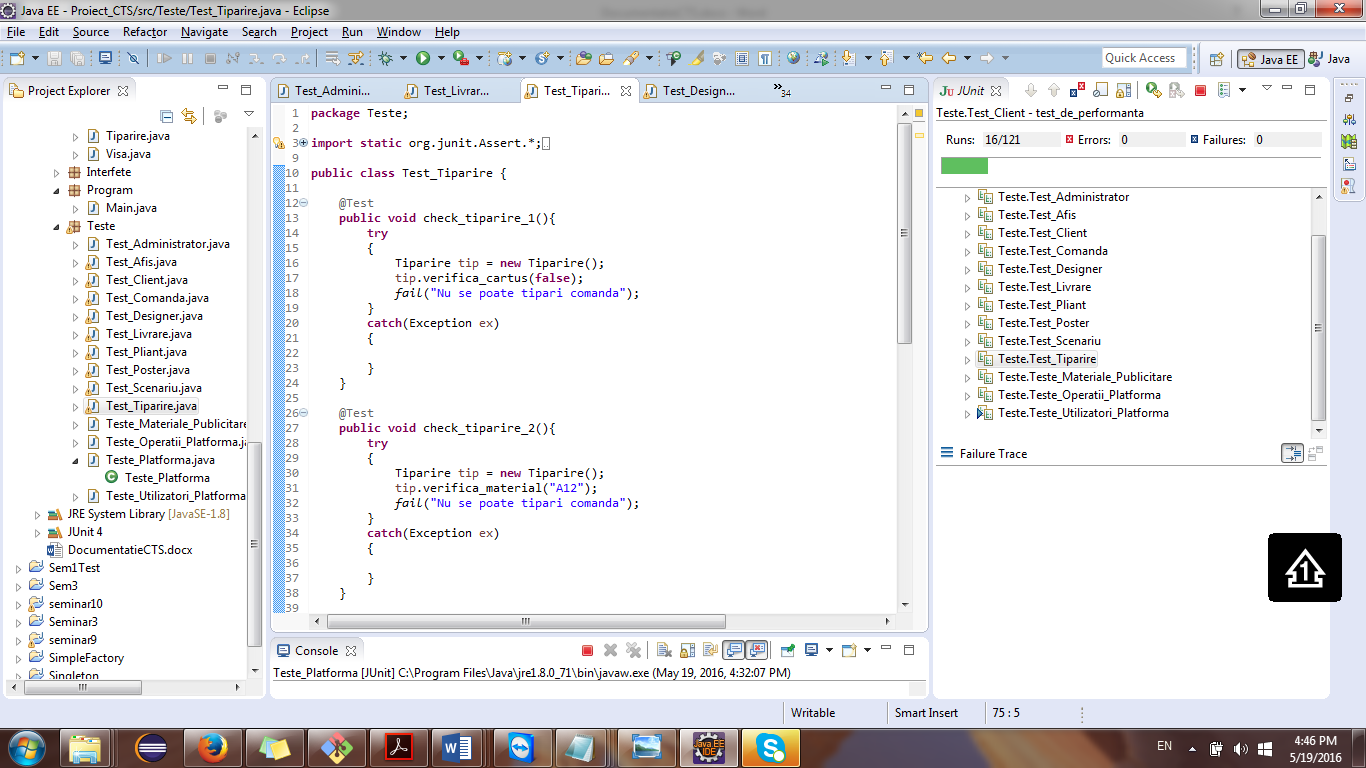 Java EE - Proiect_CTS/src/Teste/Test_Tiparire.java - Eclipse
File Edit Source Refactor Navigate Search Project Run Window Help
Quick Access
Java EE
Java
Project Explorer
Tiparire.java
Visa.java
Interfete
Program
Main.java
Teste
Test_Administrator.java
Test_Afis.java
Test_Client.java
Test_Comanda.java
Test_Designer.java
Test_Livrare.java
Test_Pliant.java
Test_Poster.java
Test_Scenariu.java
Test_Tiparire.java
Teste_Materiale_Publicitare
Teste_Operatii_Platforma.ja
Teste_Platforma.java
Teste_Platforma
Teste_Utilizatori_Platforma
JRE System Library [JavaSE-1.8]
JUnit 4
DocumentatieCTS.docx
Sem1Test
Sem3
seminar10
Seminar3
seminar9
SimpleFactory
Singleton
Test_Admini...
Test_Livrar...
Test_Tipari...
Test_Design...
»34
1 package Teste;
2
3 import static org.junit.Assert.*;
9
10 public class Test_Tiparire {
11
12 @Test
13 public void check_tiparire_1(){
14 try
15 {
16 Tiparire tip = new Tiparire();
17 tip.verifica_cartus(false);
18 fail("Nu se poate tipari comanda");
19 }
20 catch(Exception ex)
21 {
22
23 }
24 }
25
26 @Test
27 public void check_tiparire_2(){
28 try
29 {
30 Tiparire tip = new Tiparire();
31 tip.verifica_material("A12");
32 fail("Nu se poate tipari comanda");
33 }
34 catch(Exception ex)
35 {
36
37 }
38 }
39
Console
Teste_Platforma [JUnit] C:\Program Files\Java\jre1.8.0_71\bin\javaw.exe (May 19, 2016, 4:32:07 PM)
JUnit
Teste.Test_Client - test_de_performanta
Runs: 16/121 Errors: 0 Failures: 0
Teste.Test_Administrator
Teste.Test_Afis
Teste.Test_Client
Teste.Test_Comanda
Teste.Test_Designer
Teste.Test_Livrare
Teste.Test_Pliant
Teste.Test_Poster
Teste.Test_Scenariu
Teste.Test_Tiparire
Teste.Teste_Materiale_Publicitare
Teste.Teste_Operatii_Platforma
Teste.Teste_Utilizatori_Platforma
Failure Trace
1
Writable
Smart Insert
75 : 5
Java EE
IDE
EN
4:46 PM
5/19/2016